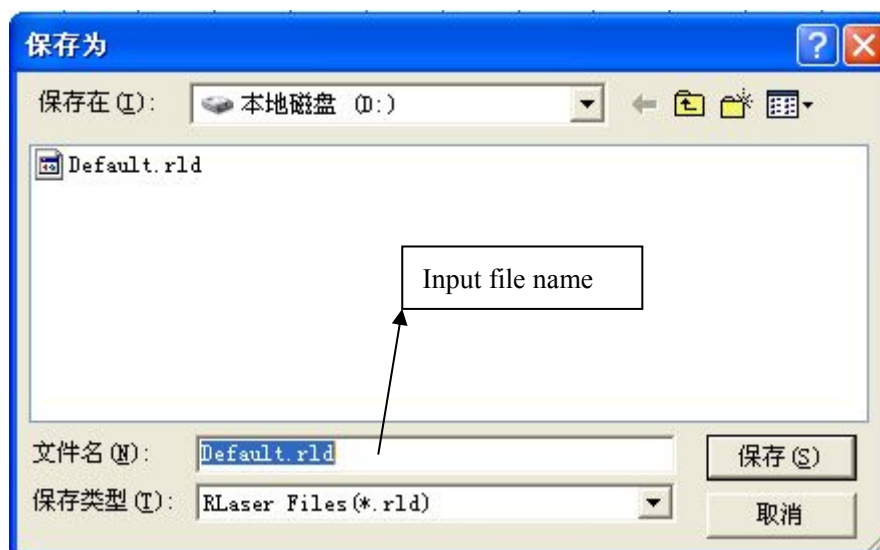 保存为
保存在(I): 本地磁盘 (D:)
Default.rld
Input file name
文件名(N): Default.rld 保存(S)
保存类型(T): RLaser Files(*.rld) 取消